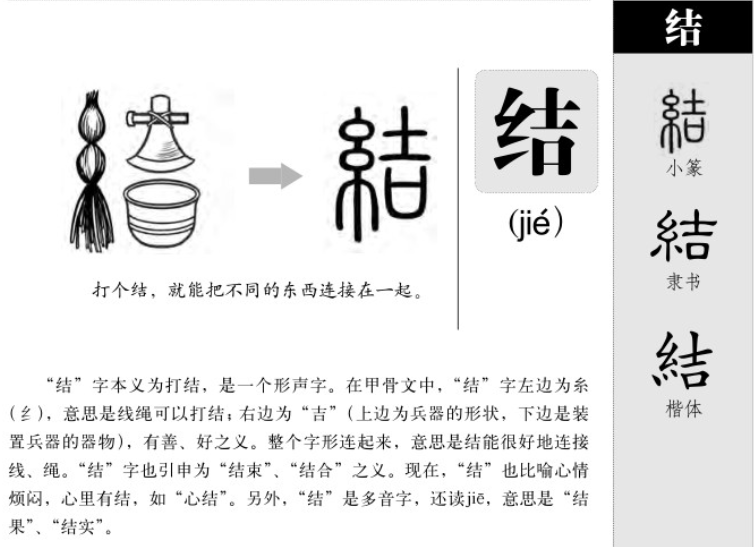 結
结
(jié)
打个结，就能把不同的东西连接在一起。
“结”字本义为打结，是一个形声字。在甲骨文中，“结”字左边为糸
(纟)，意思是线绳可以打结；右边为“吉”(上边为兵器的形状，下边是装
置兵器的器物)，有善、好之义。整个字形连起来，意思是结能很好地连接
线、绳。“结”字也引申为“结束”、“结合”之义。现在，“结”也比喻心情
烦闷，心里有结，如“心结”。另外，“结”是多音字，还读jiē，意思是“结
果”、“结实”。
结
結
小篆
結
隶书
結
楷体